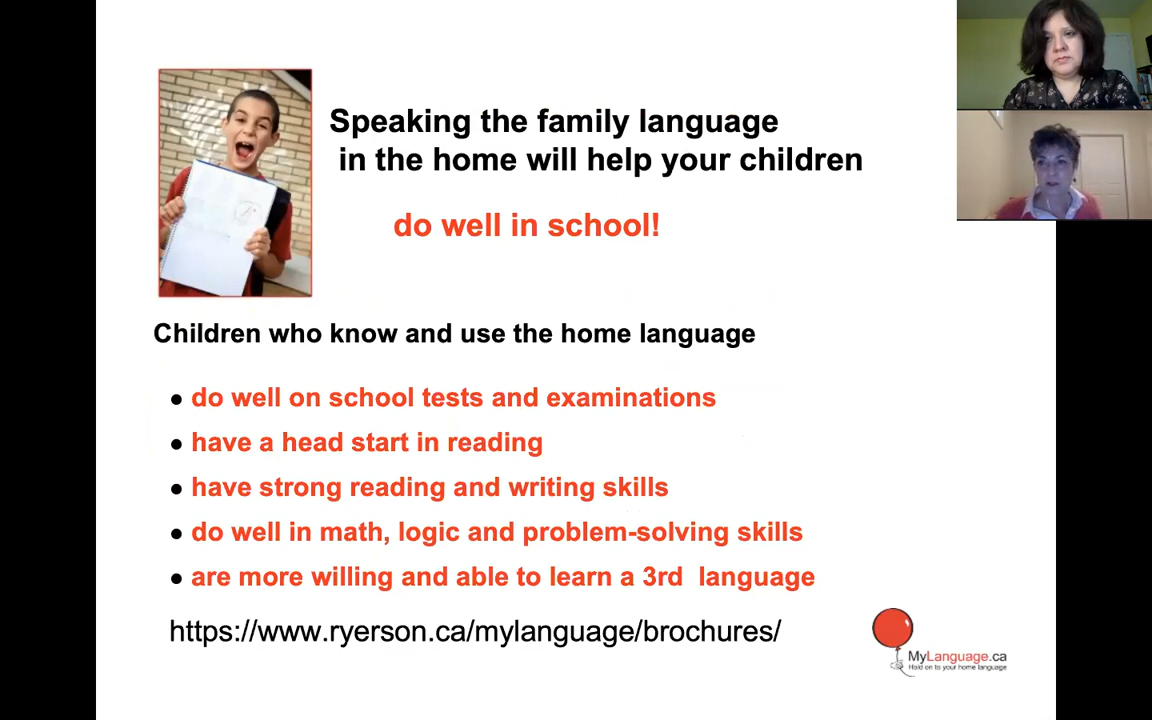 Speaking the family language
in the home will help your children
do well in school!
Children who know and use the home language
● do well on school tests and examinations
● have a head start in reading
● have strong reading and writing skills
● do well in math, logic and problem-solving skills
● are more willing and able to learn a 3rd language
https://www.ryerson.ca/mylanguage/brochures/
MyLanguage.ca
Hold on to your home language